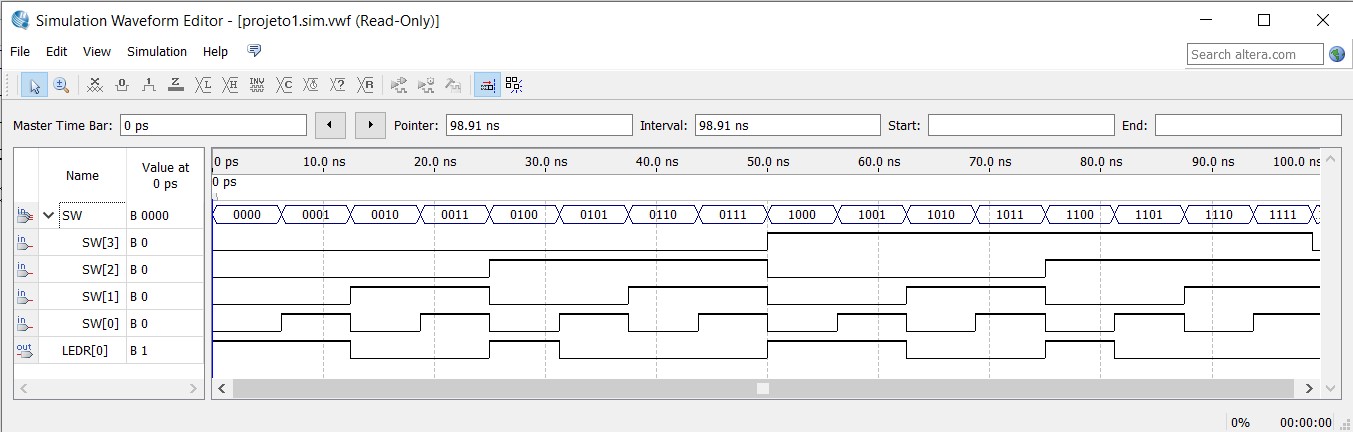 Simulation Waveform Editor - [projeto1.sim.vwf (Read-Only)]
File Edit View Simulation Help
Search altera.com
Master Time Bar: 0 ps Pointer: 98.91 ns Interval: 98.91 ns Start: End:
Name Value at 0 ps
0 ps 10.0 ns 20.0 ns 30.0 ns 40.0 ns 50.0 ns 60.0 ns 70.0 ns 80.0 ns 90.0 ns 100.0 ns
0 ps
SW B 0000 0000 0001 0010 0011 0100 0101 0110 0111 1000 1001 1010 1011 1100 1101 1110 1111
SW[3] B 0
SW[2] B 0
SW[1] B 0
SW[0] B 0
LEDR[0] B 1
0% 00:00:00